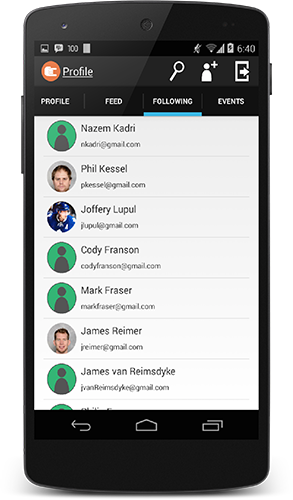 100
6:40
Profile
PROFILE FEED FOLLOWING EVENTS
Nazem Kadri
nkadri@gmail.com
Phil Kessel
pkessel@gmail.com
Joffery Lupul
jlupul@gmail.com
Cody Franson
codyfranson@gmail.com
Mark Fraser
markfraser@gmail.com
James Reimer
jreimer@gmail.com
James van Reimsdyke
jvanReimsdyke@gmail.com